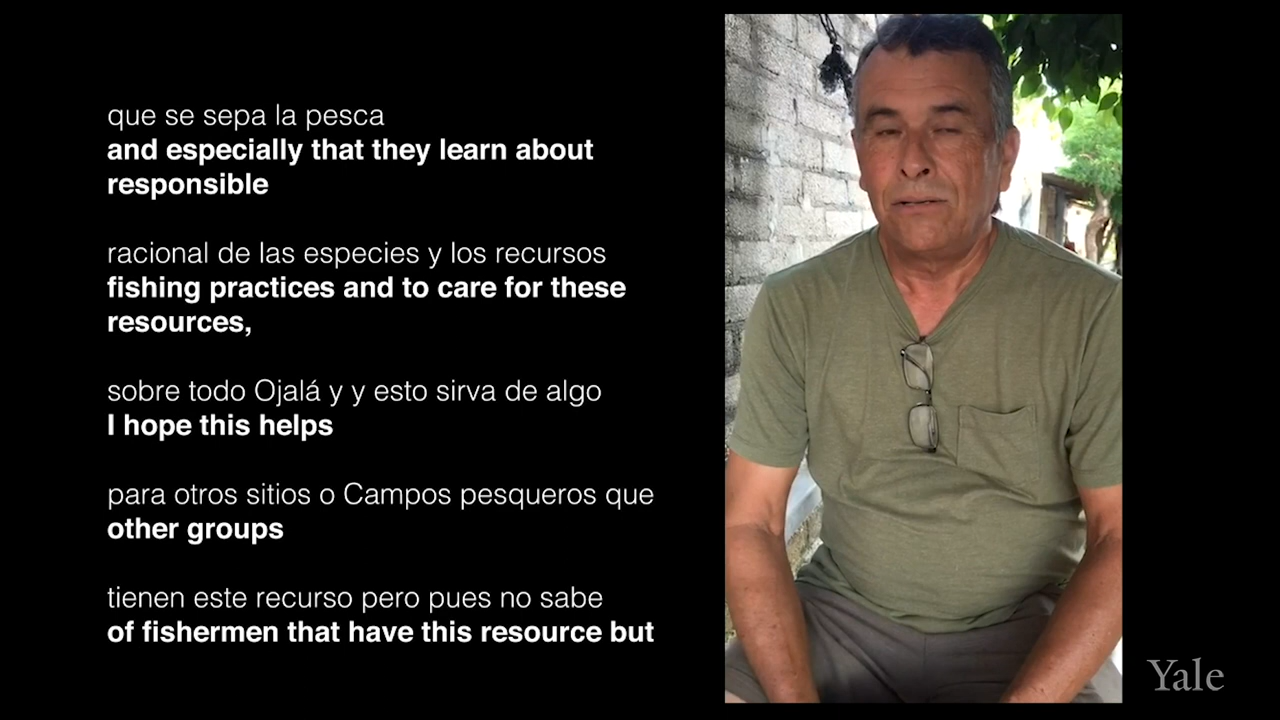 que se sepa la pesca
and especially that they learn about
responsible
racional de las especies y los recursos
fishing practices and to care for these
resources,
sobre todo Ojalá y y esto sirva de algo
I hope this helps
para otros sitios o Campos pesqueros que
other groups
tienen este recurso pero pues no sabe
of fishermen that have this resource but
Yale